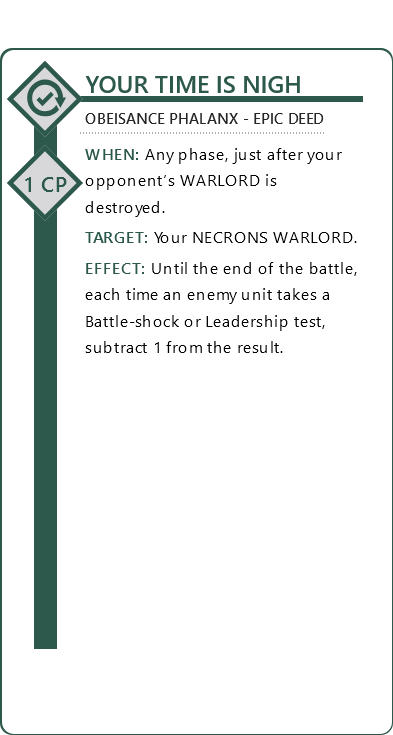 YOUR TIME IS NIGH
OBEISANCE PHALANX - EPIC DEED
1 CP
WHEN: Any phase, just after your
opponent's WARLORD is
destroyed.
TARGET: Your NECRONS WARLORD.
EFFECT: Until the end of the battle,
each time an enemy unit takes a
Battle-shock or Leadership test,
subtract 1 from the result.